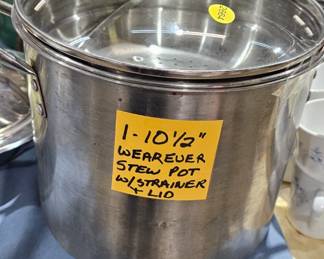 1-10½"
WEAREVER
STEW POT
W/STRAINER
+ LID